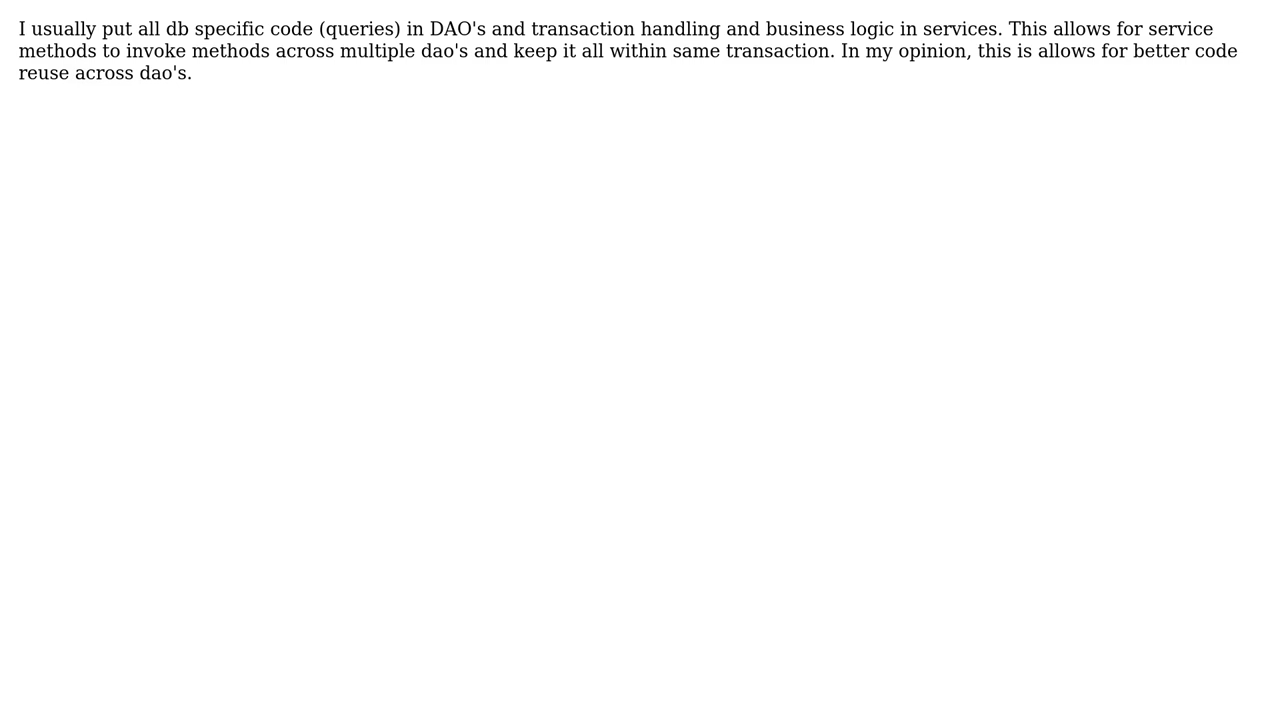 I usually put all db specific code (queries) in DAO's and transaction handling and business logic in services. This allows for service
methods to invoke methods across multiple dao's and keep it all within same transaction. In my opinion, this is allows for better code
reuse across dao's.